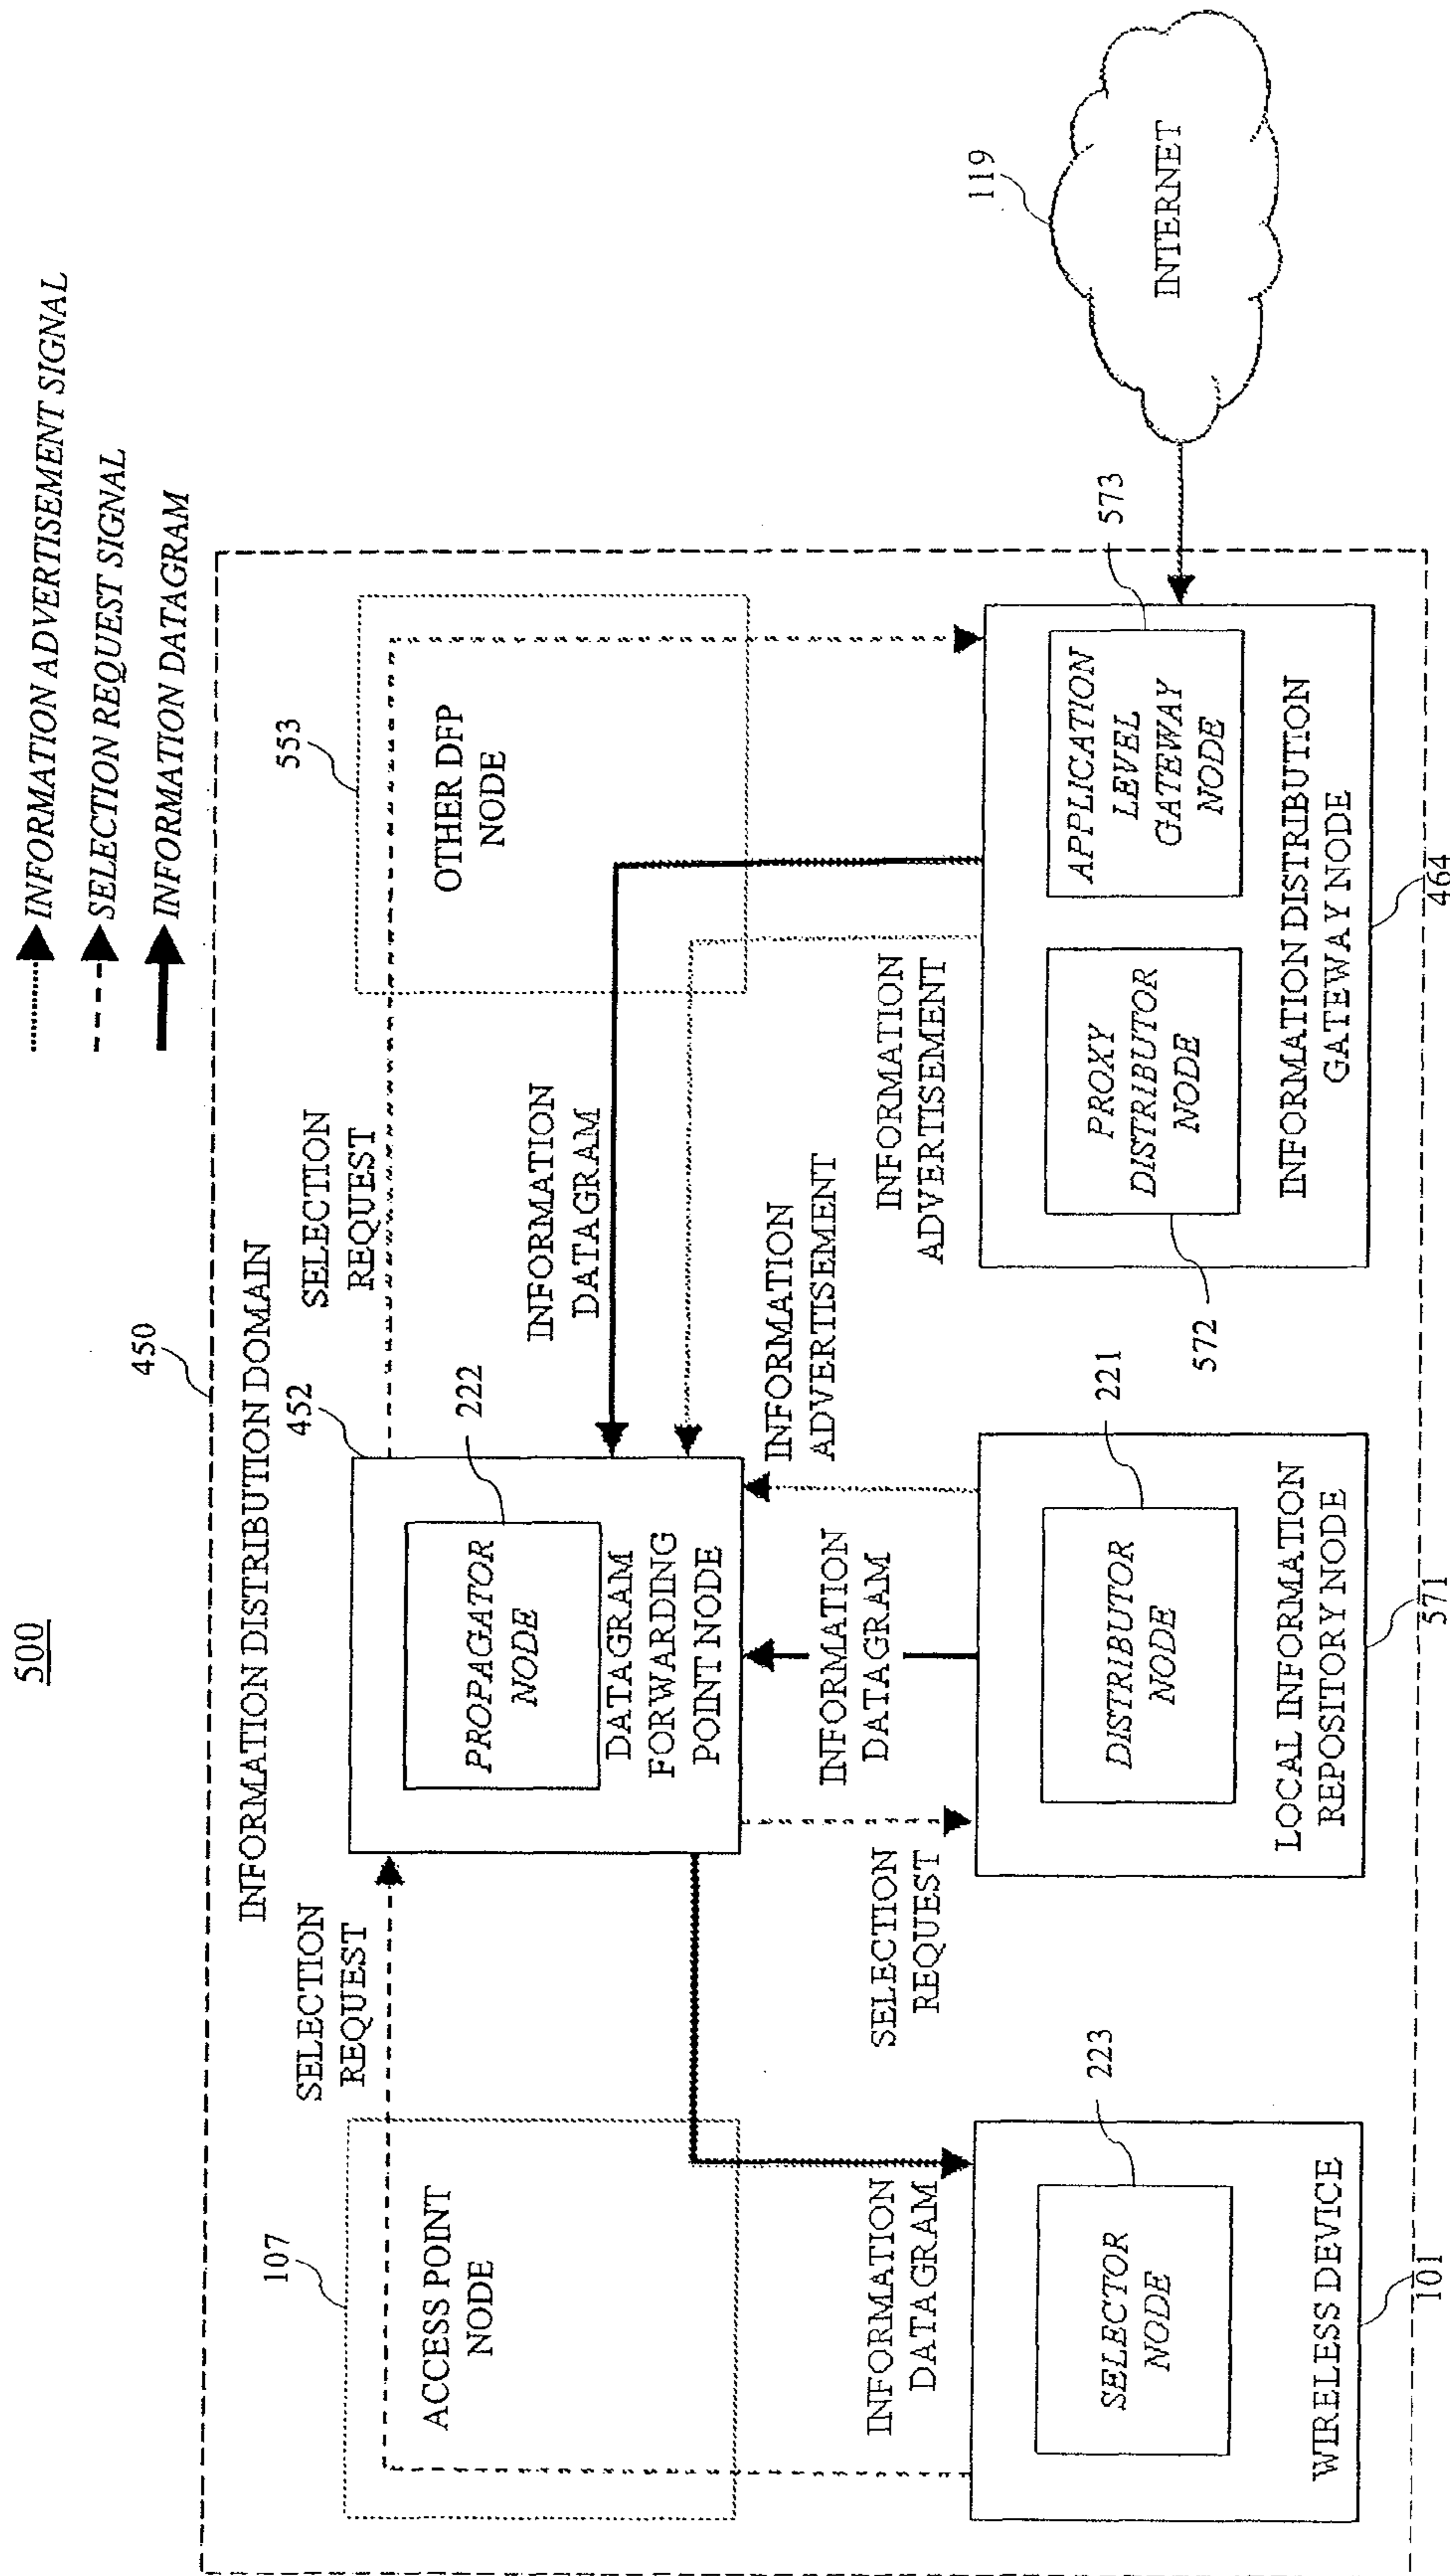 500
INFORMATION ADVERTISEMENT SIGNAL
SELECTION REQUEST SIGNAL
INFORMATION DATAGRAM
450
INFORMATION DISTRIBUTION DOMAIN
107
ACCESS POINT
NODE
SELECTION
REQUEST
452
222
PROPAGATOR
NODE
DATAGRAM
FORWARDING
POINT NODE
SELECTION
REQUEST
INFORMATION
DATAGRAM
553
OTHER DFP
NODE
INFORMATION
DATAGRAM
SELECTION
REQUEST
INFORMATION
DATAGRAM
INFORMATION
ADVERTISEMENT
INFORMATION
ADVERTISEMENT
223
SELECTOR
NODE
WIRELESS DEVICE
101
221
DISTRIBUTOR
NODE
LOCAL INFORMATION
REPOSITORY NODE
571
572
PROXY
DISTRIBUTOR
NODE
573
APPLICATION
LEVEL
GATEWAY
NODE
INFORMATION DISTRIBUTION
GATEWAY NODE
464
119
INTERNET